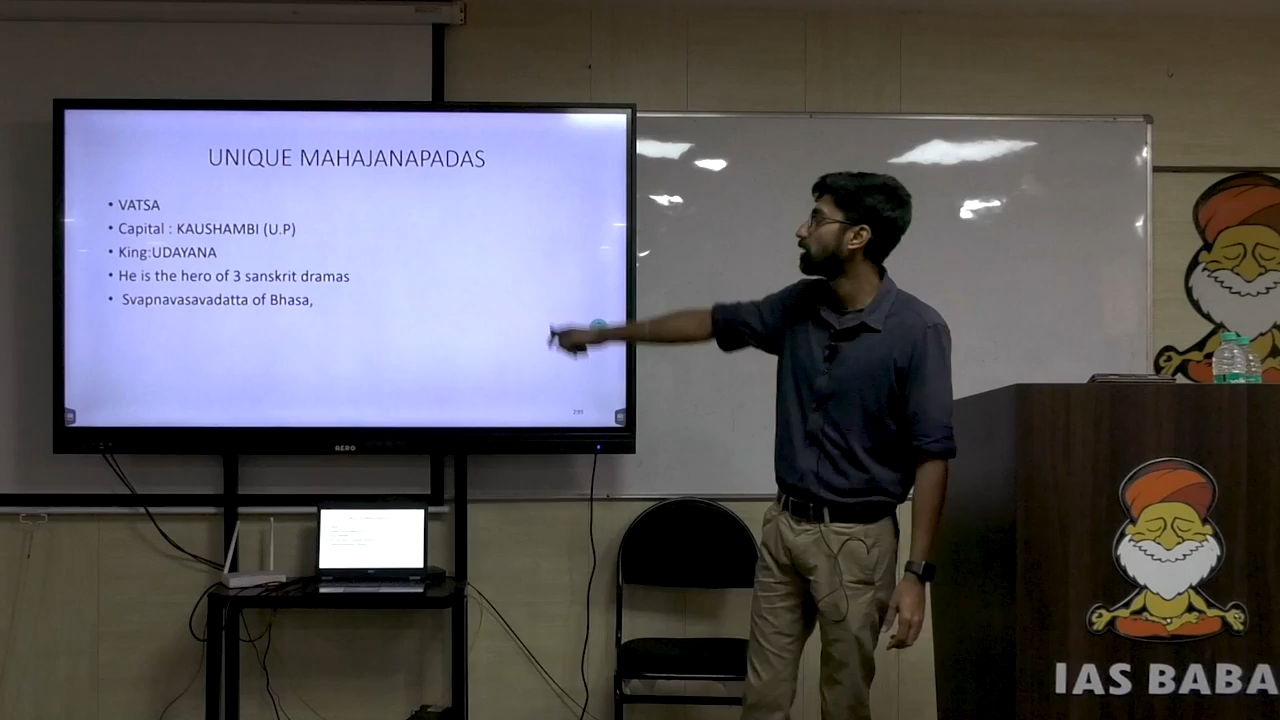 UNIQUE MAHAJANAPADAS
• VATSA
• Capital : KAUSHAMBI (U.P)
• King:UDAYANA
• He is the hero of 3 sanskrit dramas
• Svapnavasavadatta of Bhasa,
AERO
IAS BABA